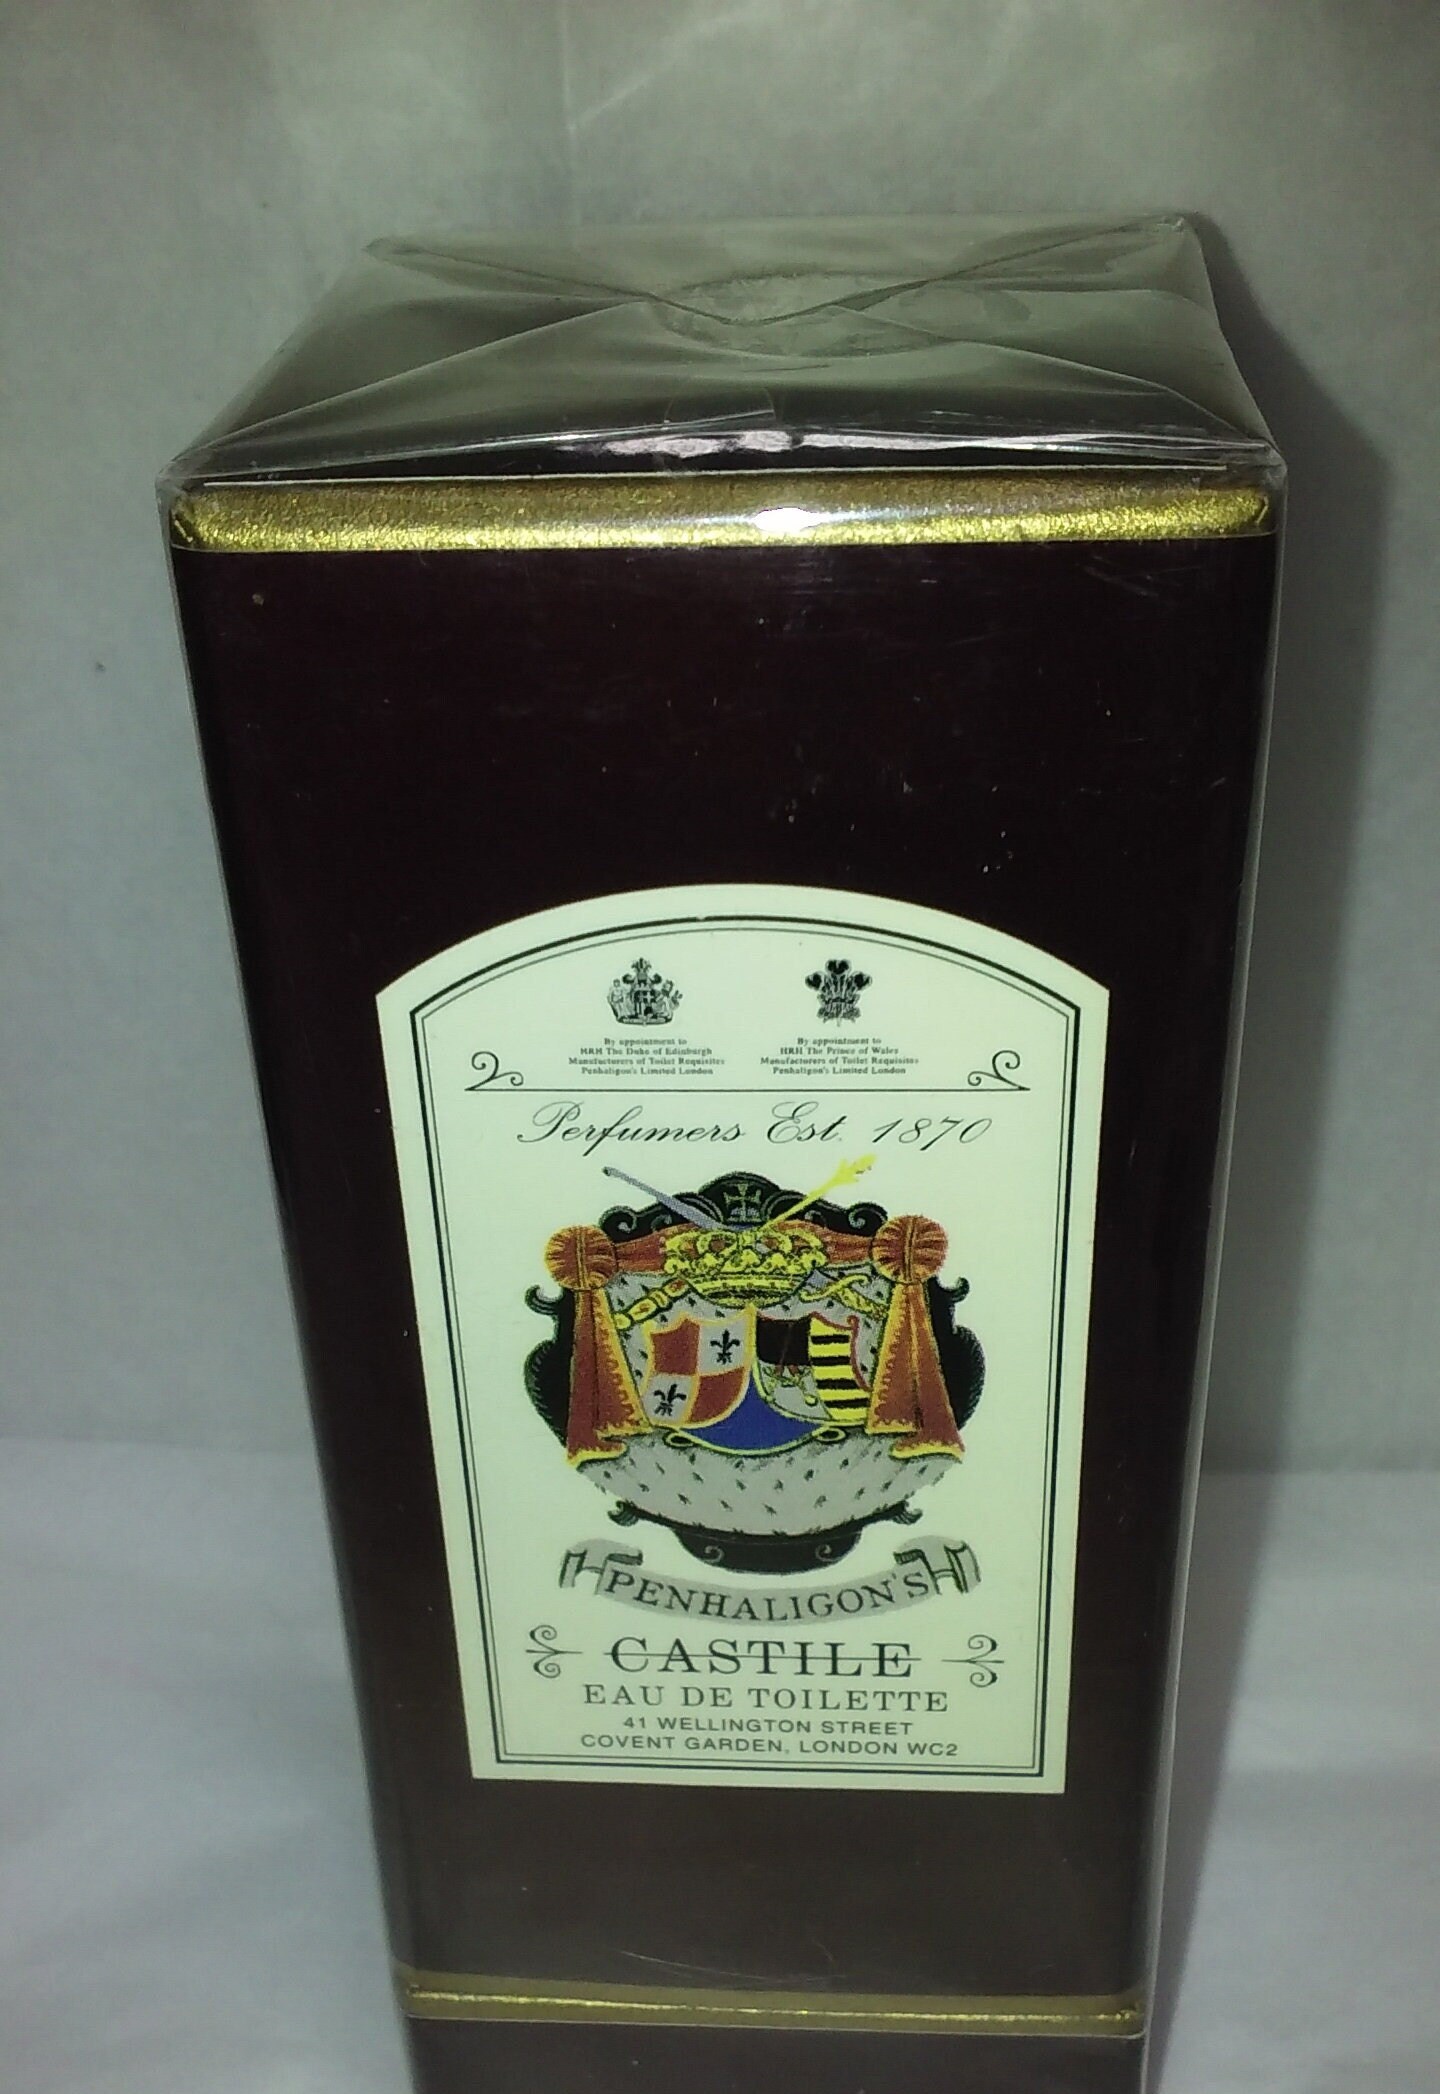 By appointment to
HRH The Duke of Edinburgh
Manufacturers of Toilet Requisites
Penhaligon's Limited London
By appointment to
HRH The Prince of Wales
Manufacturers of Toilet Requisites
Penhaligon's Limited London
Perfumers Est. 1870
PENHALIGON'S
CASTILE
EAU DE TOILETTE
41 WELLINGTON STREET
COVENT GARDEN, LONDON WC2